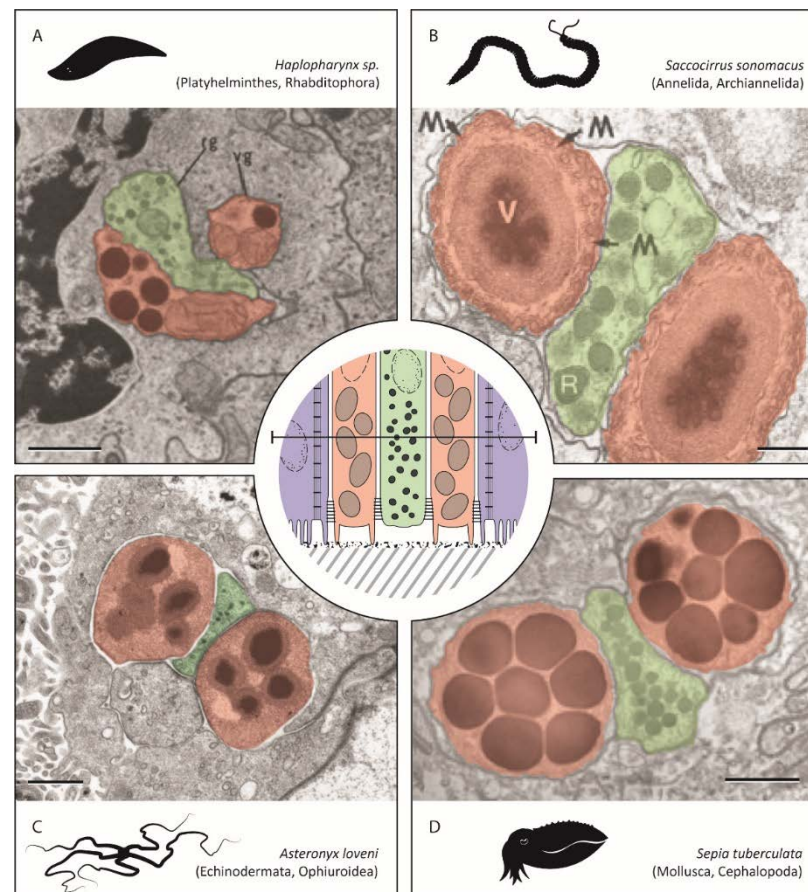 A
Haplopharynx sp.
(Platyhelminthes, Rhabditophora)
rg
vg
B
Saccocirrus sonomacus
(Annelida, Archiannelida)
M
M
V
M
R
C
Asteronyx loveni
(Echinodermata, Ophiuroidea)
D
Sepia tuberculata
(Mollusca, Cephalopoda)